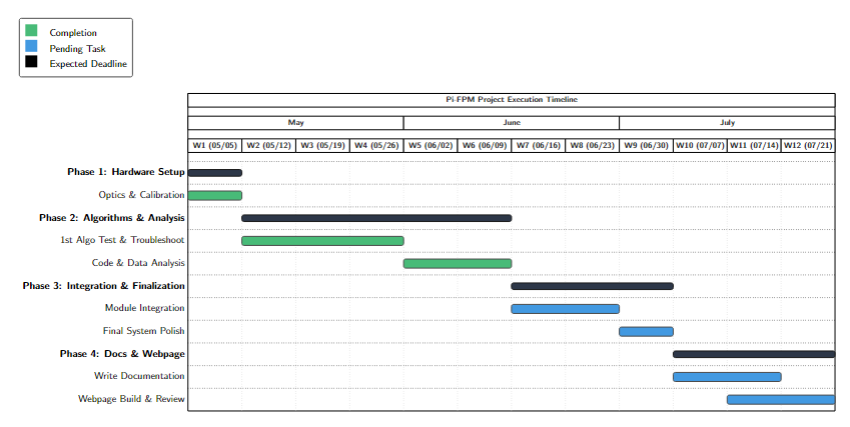 Completion
Pending Task
Expected Deadline
Pi-FPM Project Execution Timeline
May June July
W1 (05/05) W2 (05/12) W3 (05/19) W4 (05/26) W5 (06/02) W6 (06/09) W7 (06/16) W8 (06/23) W9 (06/30) W10 (07/07) W11 (07/14) W12 (07/21)
Phase 1: Hardware Setup
Optics & Calibration
Phase 2: Algorithms & Analysis
1st Algo Test & Troubleshoot
Code & Data Analysis
Phase 3: Integration & Finalization
Module Integration
Final System Polish
Phase 4: Docs & Webpage
Write Documentation
Webpage Build & Review